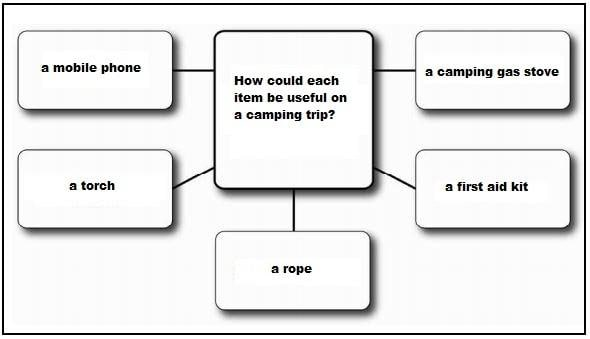 a mobile phone
How could each
item be useful on
a camping trip?
a camping gas stove
a torch
a first aid kit
a rope